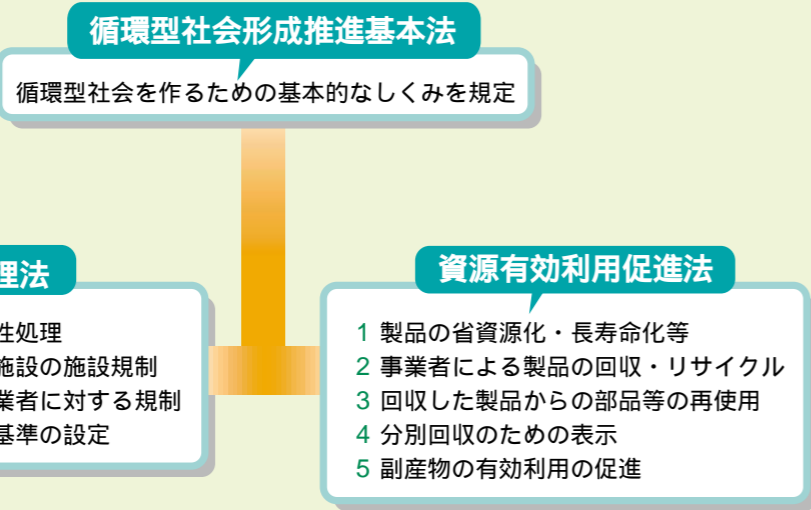 循環型社会形成推進基本法
循環型社会を作るための基本的なしくみを規定
理法
性処理
施設の施設規制
業者に対する規制
基準の設定
資源有効利用促進法
1 製品の省資源化・長寿命化等
2 事業者による製品の回収・リサイクル
3 回収した製品からの部品等の再使用
4 分別回収のための表示
5 副産物の有効利用の促進